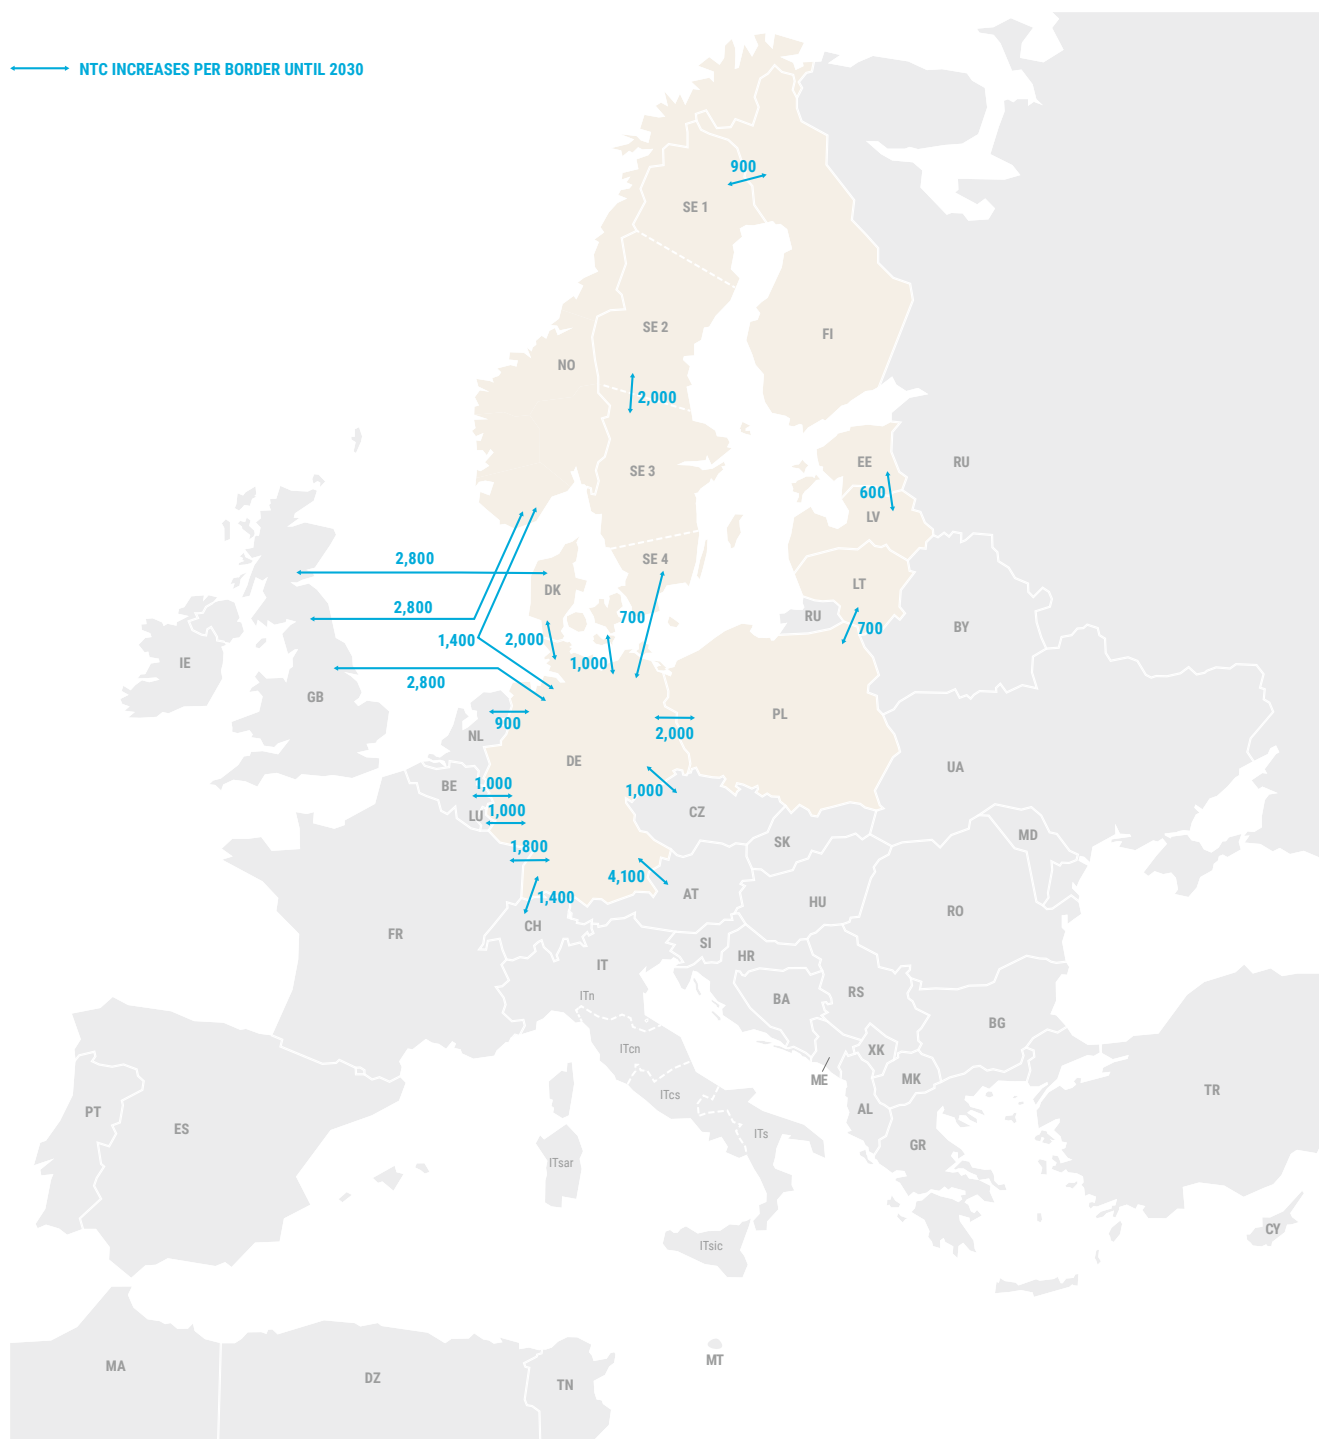 NTC INCREASES PER BORDER UNTIL 2030
900
SE 1
SE 2
FI
NO
2,000
EE
RU
SE 3
600
LV
2,800
SE 4
DK
LT
2,800
700
RU
700
BY
1,400
2,000
IE
1,000
2,800
GB
PL
900
2,000
NL
DE
UA
BE
1,000
1,000
1,000
LU
CZ
MD
SK
1,800
4,100
AT
1,400
HU
RO
CH
FR
SI
HR
IT
RS
ITn
BA
BG
ITcn
XK
ME
MK
TR
ITcs
PT
AL
ES
ITs
GR
ITsar
CY
ITsic
MT
MA
DZ
TN